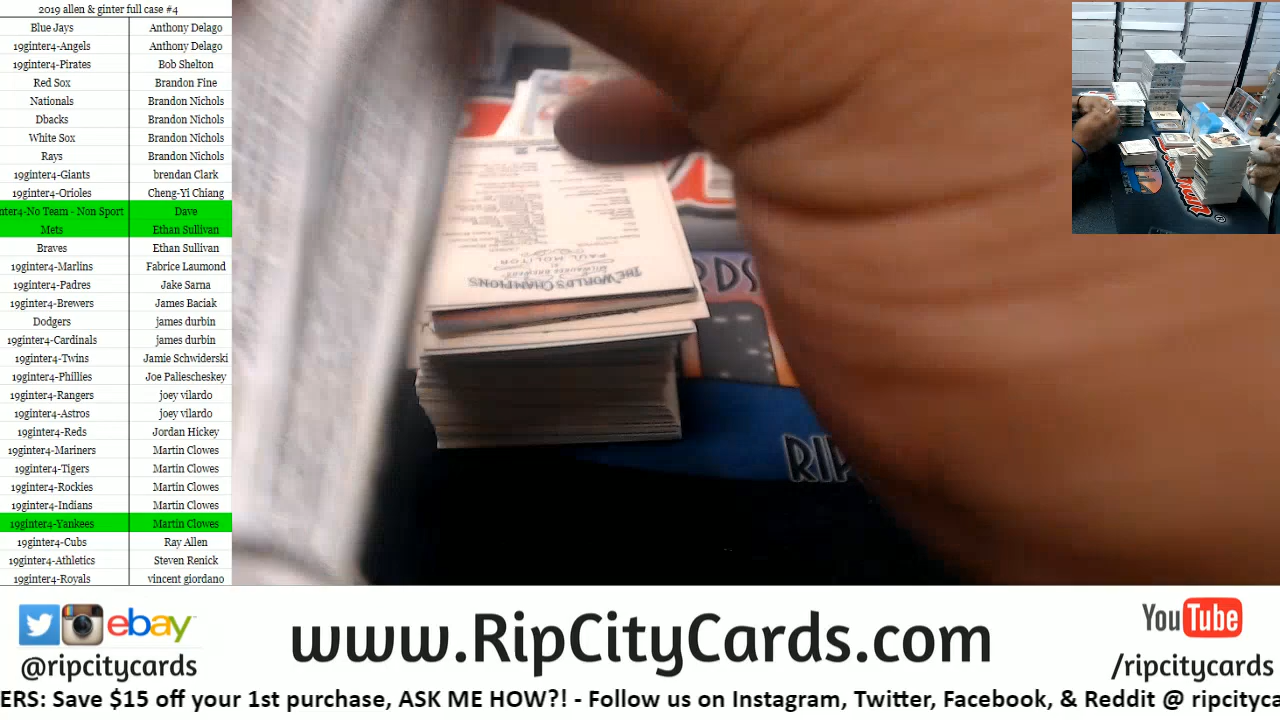 2019 allen & ginter full case #4
Blue Jays Anthony Delago
19ginter4-Angels Anthony Delago
19ginter4-Pirates Bob Shelton
Red Sox Brandon Fine
Nationals Brandon Nichols
Dbacks Brandon Nichols
White Sox Brandon Nichols
Rays Brandon Nichols
19ginter4-Giants brendan Clark
19ginter4-Orioles Cheng-Yi Chiang
nter4-No Team - Non Sport Dave
Mets Ethan Sullivan
Braves Ethan Sullivan
19ginter4-Marlins Fabrice Laumond
19ginter4-Padres Jake Sarna
19ginter4-Brewers James Baciak
Dodgers james durbin
19ginter4-Cardinals james durbin
19ginter4-Twins Jamie Schwiderski
19ginter4-Phillies Joe Paliescheskey
19ginter4-Rangers joey vilardo
19ginter4-Astros joey vilardo
19ginter4-Reds Jordan Hickey
19ginter4-Mariners Martin Clowes
19ginter4-Tigers Martin Clowes
19ginter4-Rockies Martin Clowes
19ginter4-Indians Martin Clowes
19ginter4-Yankees Martin Clowes
19ginter4-Cubs Ray Allen
19ginter4-Athletics Steven Renick
19ginter4-Royals vincent giordano
THE WORLD'S CHAMPIONS
MILWAUKEE BREWERS
PAUL MOLITOR
ARDS
RIP
ebay
@ripcitycards
www.RipCityCards.com
YouTube
/ripcitycards
ERS: Save $15 off your 1st purchase, ASK ME HOW?! - Follow us on Instagram, Twitter, Facebook, & Reddit @ ripcityca